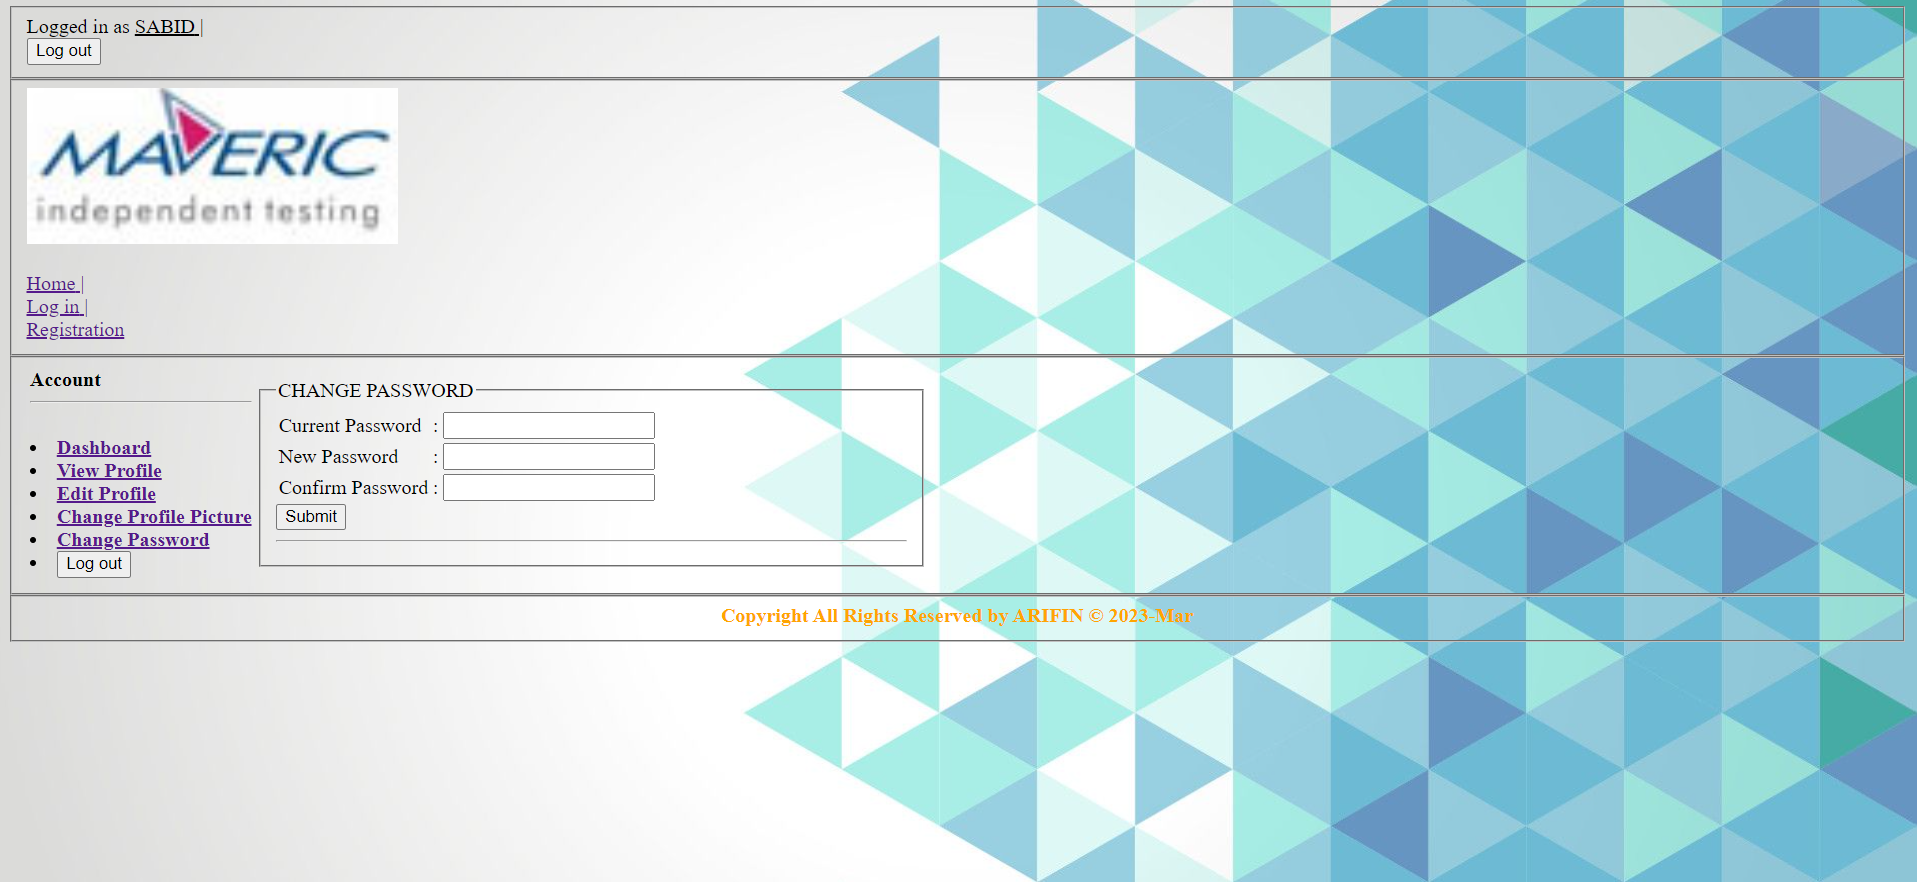 Logged in as SABID |
Log out
MAVERIC
independent testing
Home |
Log in |
Registration
Account
Dashboard
View Profile
Edit Profile
Change Profile Picture
Change Password
Log out
CHANGE PASSWORD
Current Password :
New Password :
Confirm Password :
Submit
Copyright All Rights Reserved by ARIFIN © 2023-Mar